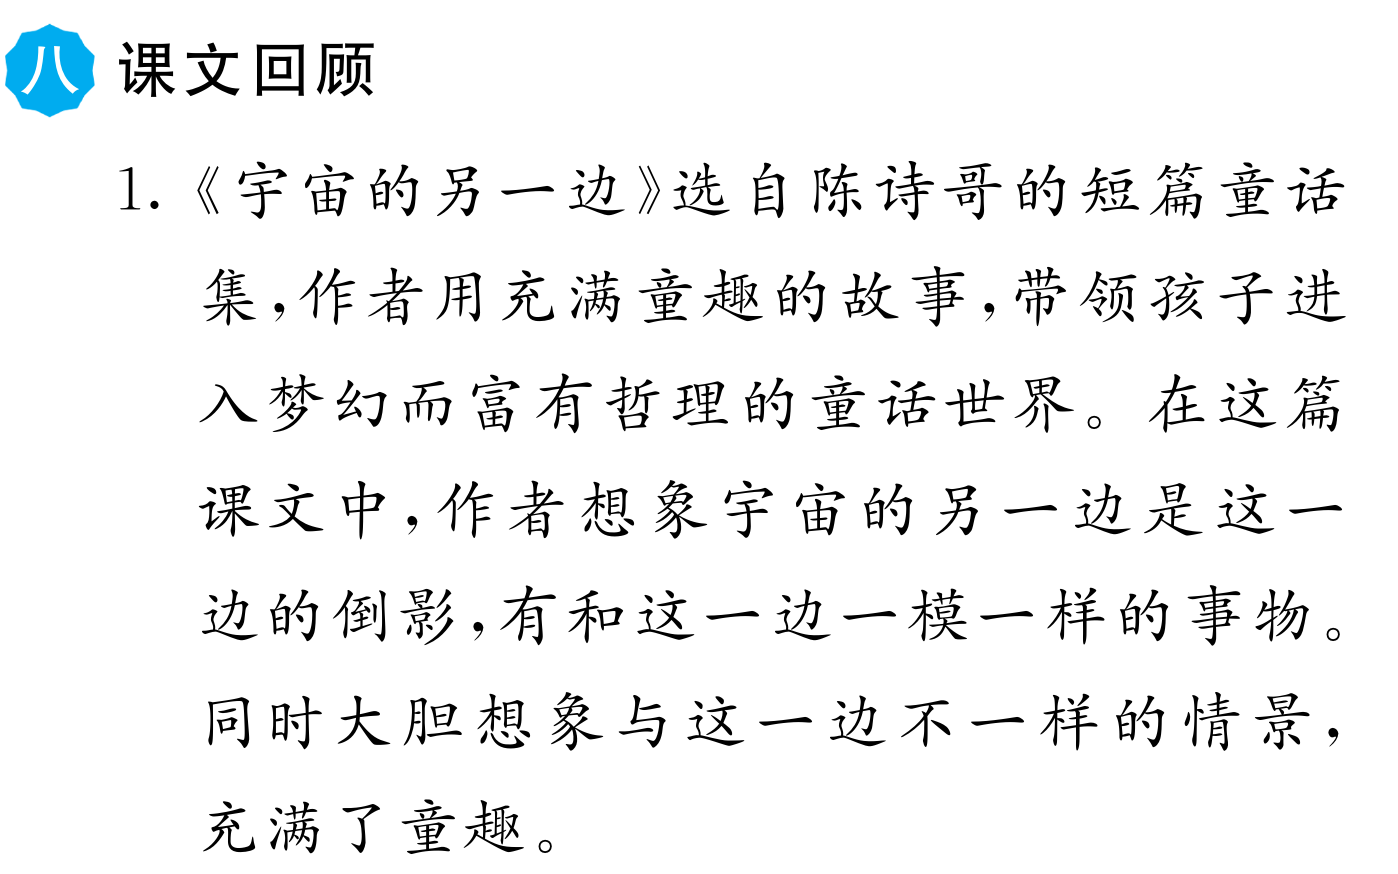 八 课文回顾
1.《宇宙的另一边》选自陈诗哥的短篇童话
集,作者用充满童趣的故事,带领孩子进
入梦幻而富有哲理的童话世界。在这篇
课文中,作者想象宇宙的另一边是这一
边的倒影,有和这一边一模一样的事物。
同时大胆想象与这一边不一样的情景,
充满了童趣。